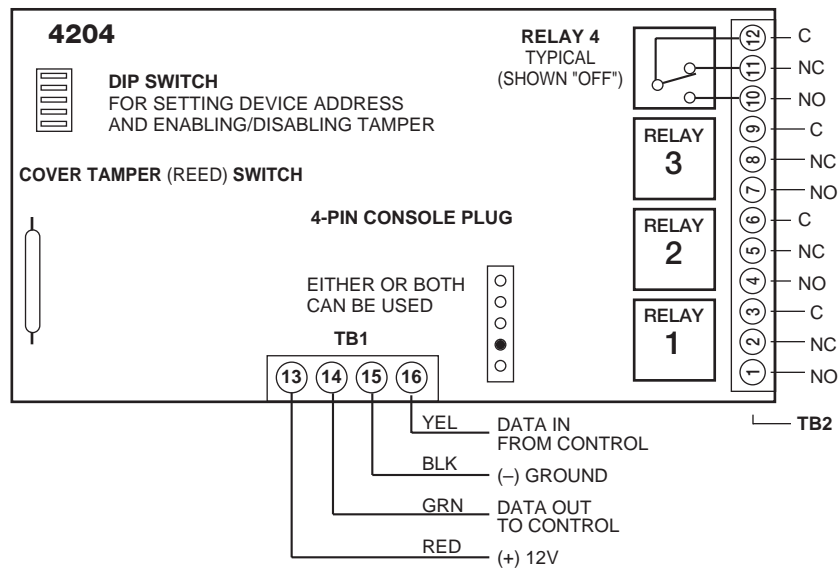 4204
DIP SWITCH
FOR SETTING DEVICE ADDRESS
AND ENABLING/DISABLING TAMPER
COVER TAMPER (REED) SWITCH
4-PIN CONSOLE PLUG
EITHER OR BOTH
CAN BE USED
TB1
13 14 15 16
RELAY 4
TYPICAL
(SHOWN "OFF")
RELAY
3
RELAY
2
RELAY
1
12 C
11 NC
10 NO
9 C
8 NC
7 NO
6 C
5 NC
4 NO
3 C
2 NC
1 NO
TB2
YEL DATA IN
FROM CONTROL
BLK (–) GROUND
GRN DATA OUT
TO CONTROL
RED (+) 12V